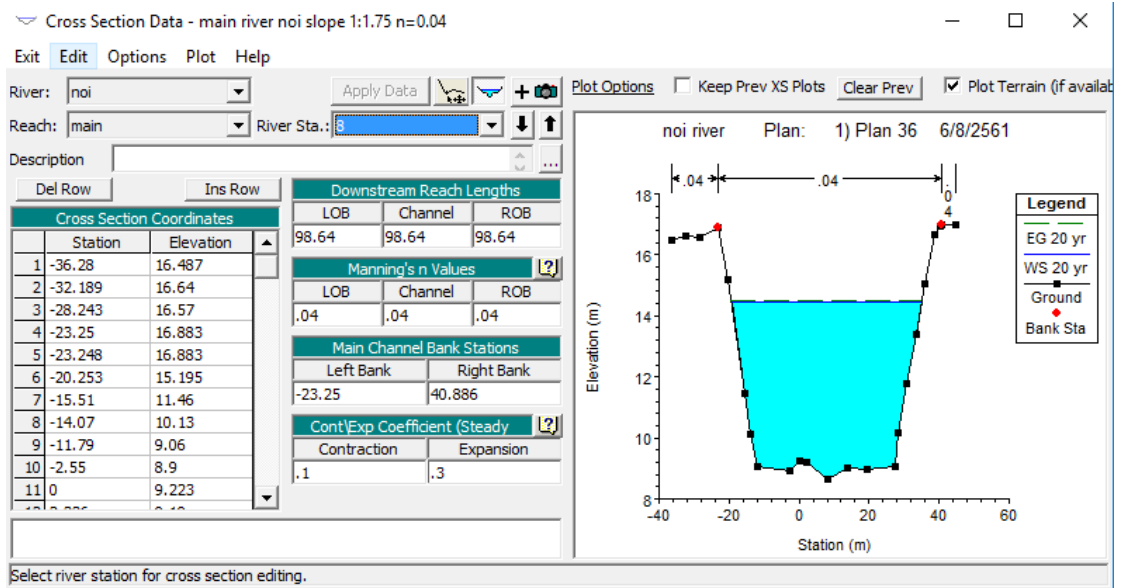 Cross Section Data - main river noi slope 1:1.75 n=0.04
Exit Edit Options Plot Help
River: noi
Apply Data
Reach: main
River Sta.: 8
Description
...
Del Row Ins Row
Cross Section Coordinates
Station Elevation
1 -36.28 16.487
2 -32.189 16.64
3 -28.243 16.57
4 -23.25 16.883
5 -23.248 16.883
6 -20.253 15.195
7 -15.51 11.46
8 -14.07 10.13
9 -11.79 9.06
10 -2.55 8.9
11 0 9.223
Downstream Reach Lengths
LOB Channel ROB
98.64 98.64 98.64
Manning's n Values
LOB Channel ROB
.04 .04 .04
Main Channel Bank Stations
Left Bank Right Bank
-23.25 40.886
Cont\Exp Coefficient (Steady
Contraction Expansion
.1 .3
Plot Options Keep Prev XS Plots Clear Prev Plot Terrain (if availab
noi river Plan: 1) Plan 36 6/8/2561
.04 .04 .04
18
16
14
12
10
8
Elevation (m)
-40 -20 0 20 40 60
Station (m)
Legend
EG 20 yr
WS 20 yr
Ground
Bank Sta
Select river station for cross section editing.